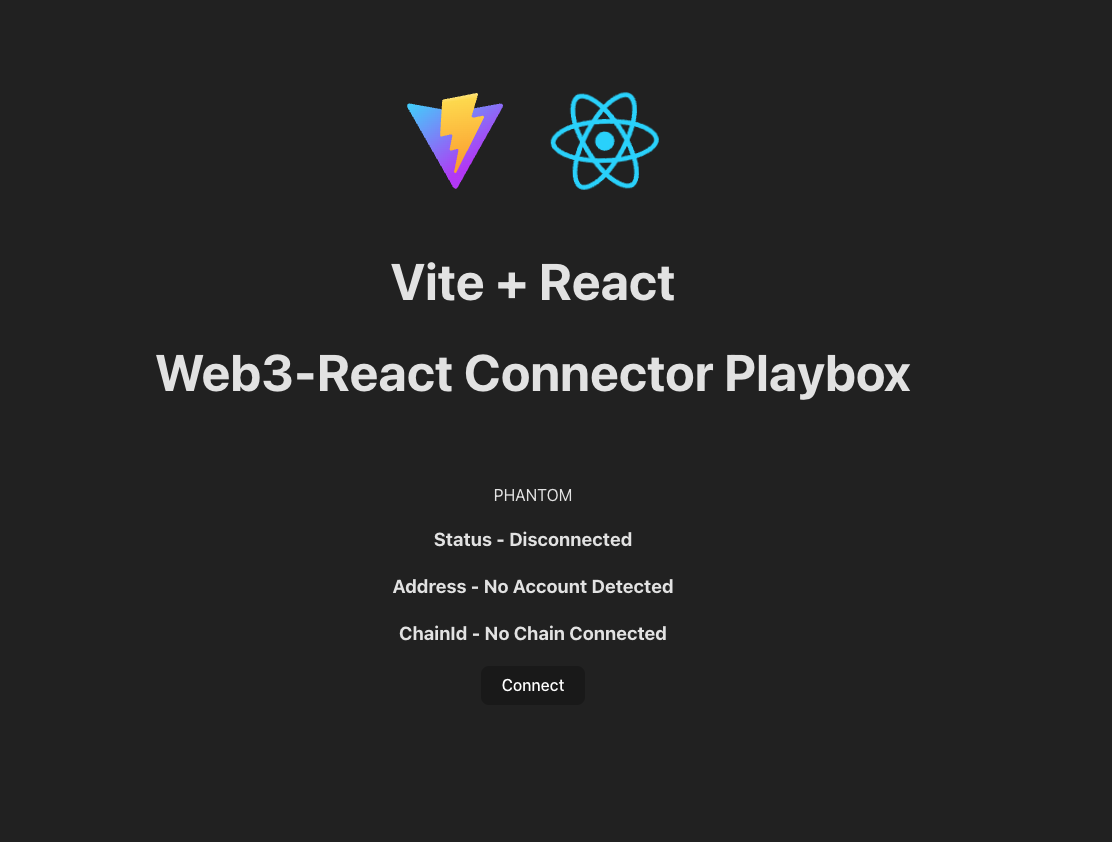 Vite + React
Web3-React Connector Playbox
PHANTOM
Status - Disconnected
Address - No Account Detected
ChainId - No Chain Connected
Connect